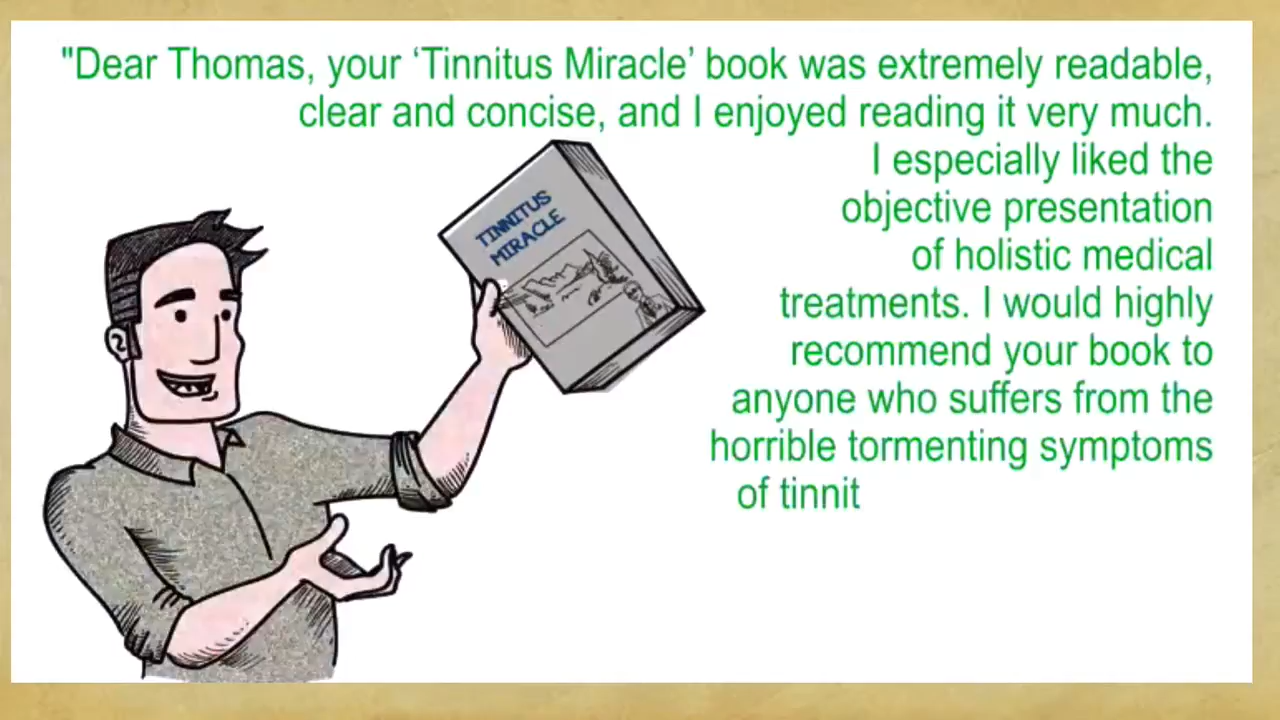 "Dear Thomas, your ‘Tinnitus Miracle’ book was extremely readable,
clear and concise, and I enjoyed reading it very much.
I especially liked the
objective presentation
of holistic medical
treatments. I would highly
recommend your book to
anyone who suffers from the
horrible tormenting symptoms
of tinnit
TINNITUS
MIRACLE